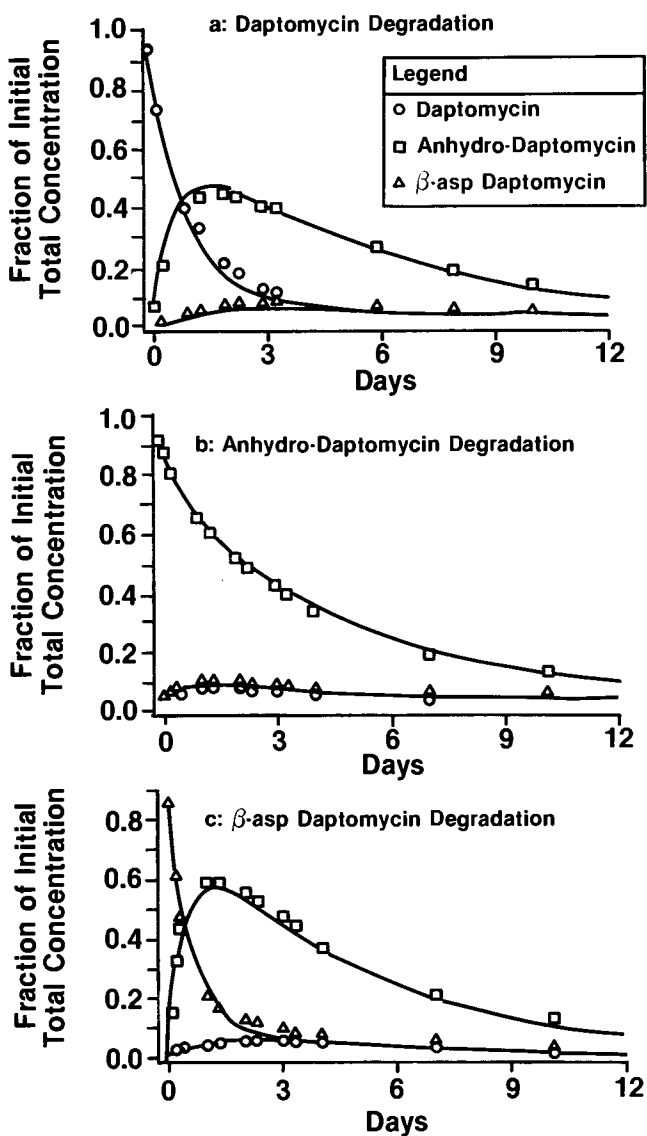 a: Daptomycin Degradation
Fraction of Initial
Total Concentration
1.0
0.8
0.6
0.4
0.2
0.0
Legend
Daptomycin
Anhydro-Daptomycin
β-asp Daptomycin
0 3 6 9 12
Days
b: Anhydro-Daptomycin Degradation
Fraction of Initial
Total Concentration
1.0
0.8
0.6
0.4
0.2
0.0
0 3 6 9 12
Days
c: β-asp Daptomycin Degradation
Fraction of Initial
Total Concentration
0.8
0.6
0.4
0.2
0.0
0 3 6 9 12
Days